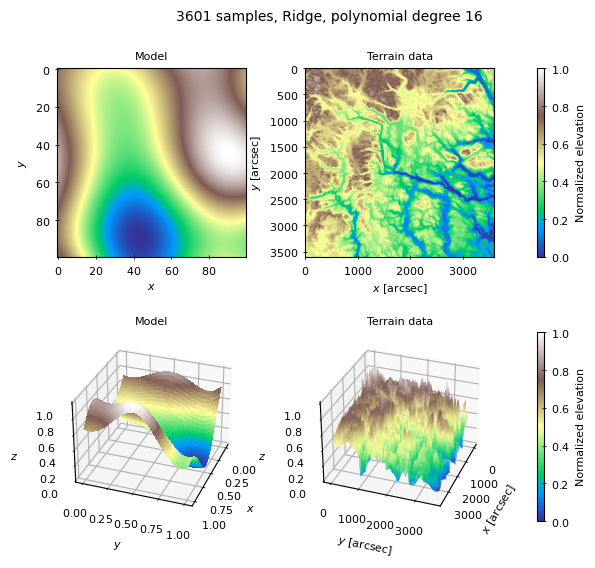 3601 samples, Ridge, polynomial degree 16
Model
0
20
40
60
80
y
0 20 40 60 80
x
Terrain data
0
500
1000
1500
2000
2500
3000
3500
y [arcsec]
0 1000 2000 3000
x [arcsec]
1.0
0.8
0.6
0.4
0.2
0.0
Normalized elevation
Model
1.0
0.8
0.6
0.4
0.2
0.0
z
0.00 0.25 0.50 0.75 1.00
y
0.00
0.25
0.50
0.75
1.00
x
Terrain data
1.0
0.8
0.6
0.4
0.2
0.0
z
0 1000 2000 3000
y [arcsec]
0
1000
2000
3000
x [arcsec]
1.0
0.8
0.6
0.4
0.2
0.0
Normalized elevation